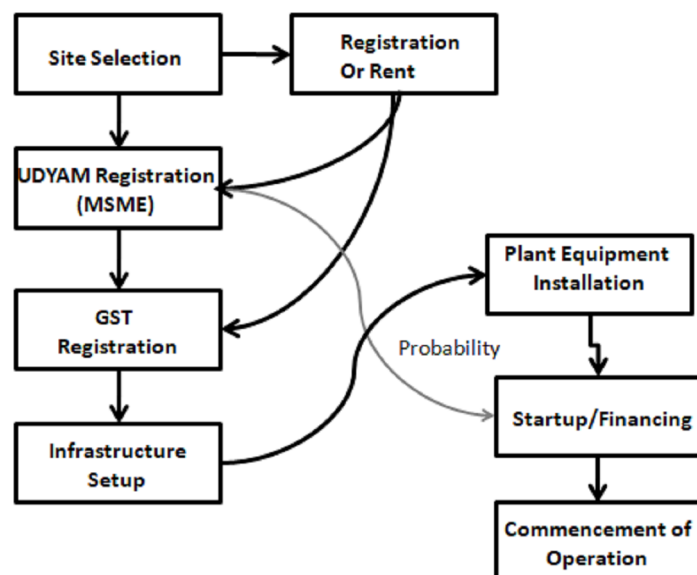 Site Selection
Registration
Or Rent
UDYAM Registration
(MSME)
GST
Registration
Infrastructure
Setup
Plant Equipment
Installation
Probability
Startup/Financing
Commencement of
Operation